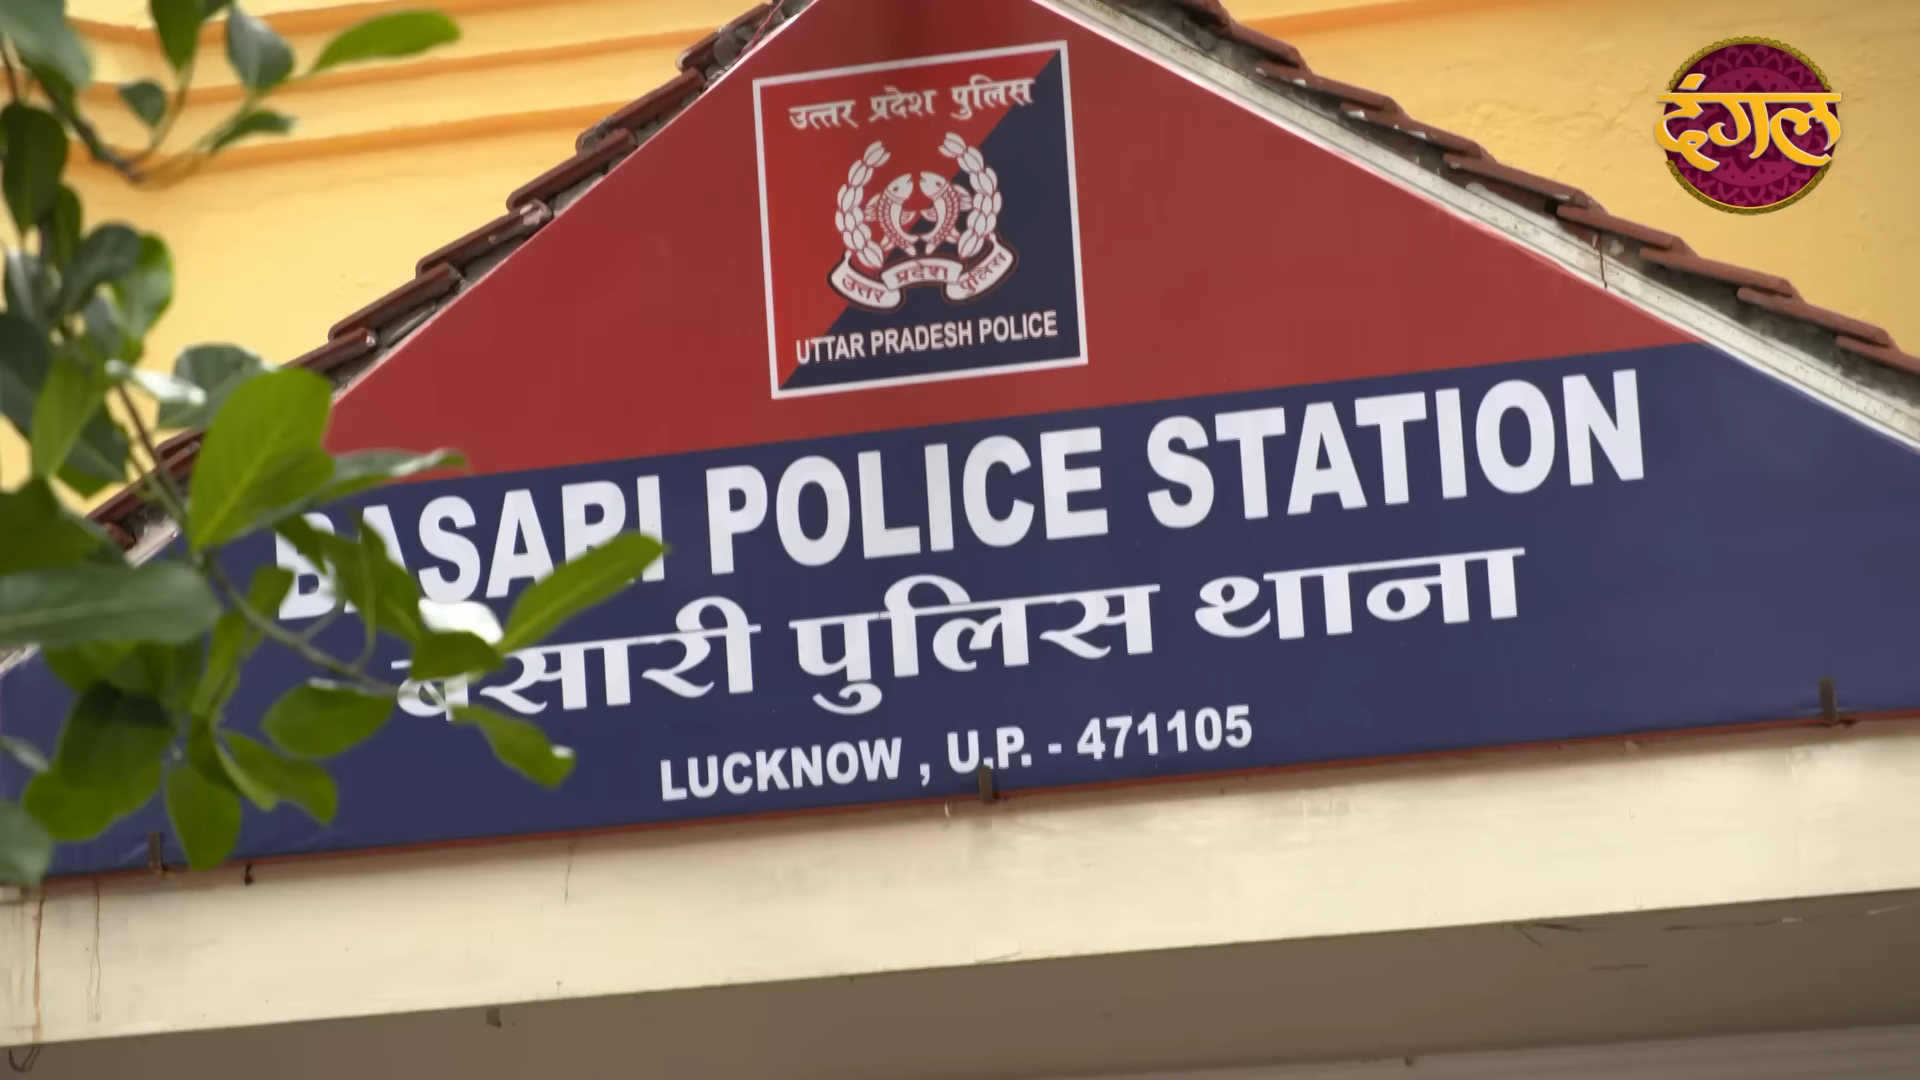 उत्तर प्रदेश पुलिस
उत्तर प्रदेश पुलिस
UTTAR PRADESH POLICE
BASARI POLICE STATION
बसारी पुलिस थाना
LUCKNOW , U.P. - 471105
दंगल